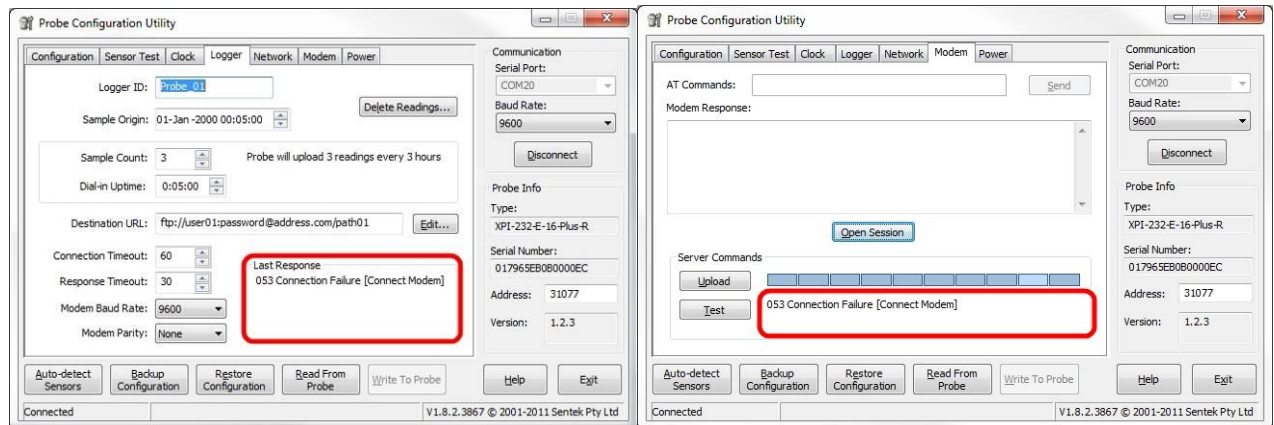 Probe Configuration Utility
Configuration Sensor Test Clock Logger Network Modem Power
Logger ID: Probe_01
Delete Readings...
Sample Origin: 01-Jan -2000 00:05:00
Sample Count: 3 Probe will upload 3 readings every 3 hours
Dial-in Uptime: 0:05:00
Destination URL: ftp://user01:password@address.com/path01 Edit...
Connection Timeout: 60
Response Timeout: 30
Modem Baud Rate: 9600
Modem Parity: None
Last Response
053 Connection Failure [Connect Modem]
Communication
Serial Port:
COM20
Baud Rate:
9600
Disconnect
Probe Info
Type:
XPI-232-E-16-Plus-R
Serial Number:
017965EB0B0000EC
Address: 31077
Version: 1.2.3
Auto-detect Sensors Backup Configuration Restore Configuration Read From Probe Write To Probe Help Exit
Connected V1.8.2.3867 © 2001-2011 Sentek Pty Ltd
Probe Configuration Utility
Configuration Sensor Test Clock Logger Network Modem Power
AT Commands: Send
Modem Response:
Open Session
Server Commands
Upload
Test
053 Connection Failure [Connect Modem]
Communication
Serial Port:
COM20
Baud Rate:
9600
Disconnect
Probe Info
Type:
XPI-232-E-16-Plus-R
Serial Number:
017965EB0B0000EC
Address: 31077
Version: 1.2.3
Auto-detect Sensors Backup Configuration Restore Configuration Read From Probe Write To Probe Help Exit
Connected V1.8.2.3867 © 2001-2011 Sentek Pty Ltd